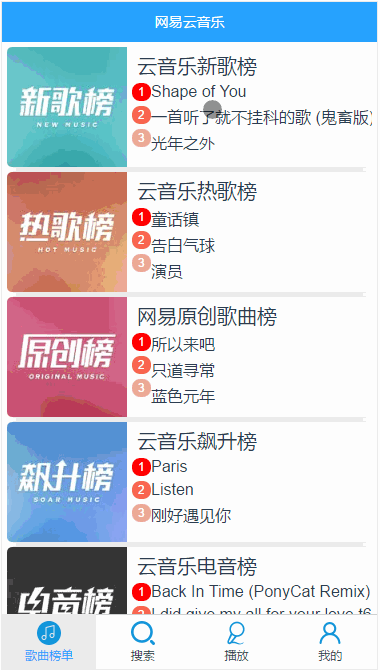 网易云音乐
新歌榜
NEW MUSIC
云音乐新歌榜
1 Shape of You
2 一首听了就不挂科的歌 (鬼畜版)
3 光年之外
热歌榜
HOT MUSIC
云音乐热歌榜
1 童话镇
2 告白气球
3 演员
原创榜
ORIGINAL MUSIC
网易原创歌曲榜
1 所以来吧
2 只道寻常
3 蓝色元年
飙升榜
SOAR MUSIC
云音乐飙升榜
1 Paris
2 Listen
3 刚好遇见你
电音榜
云音乐电音榜
1 Back In Time (PonyCat Remix)
2 I did give my all for your love t6
歌曲榜单
搜索
播放
我的